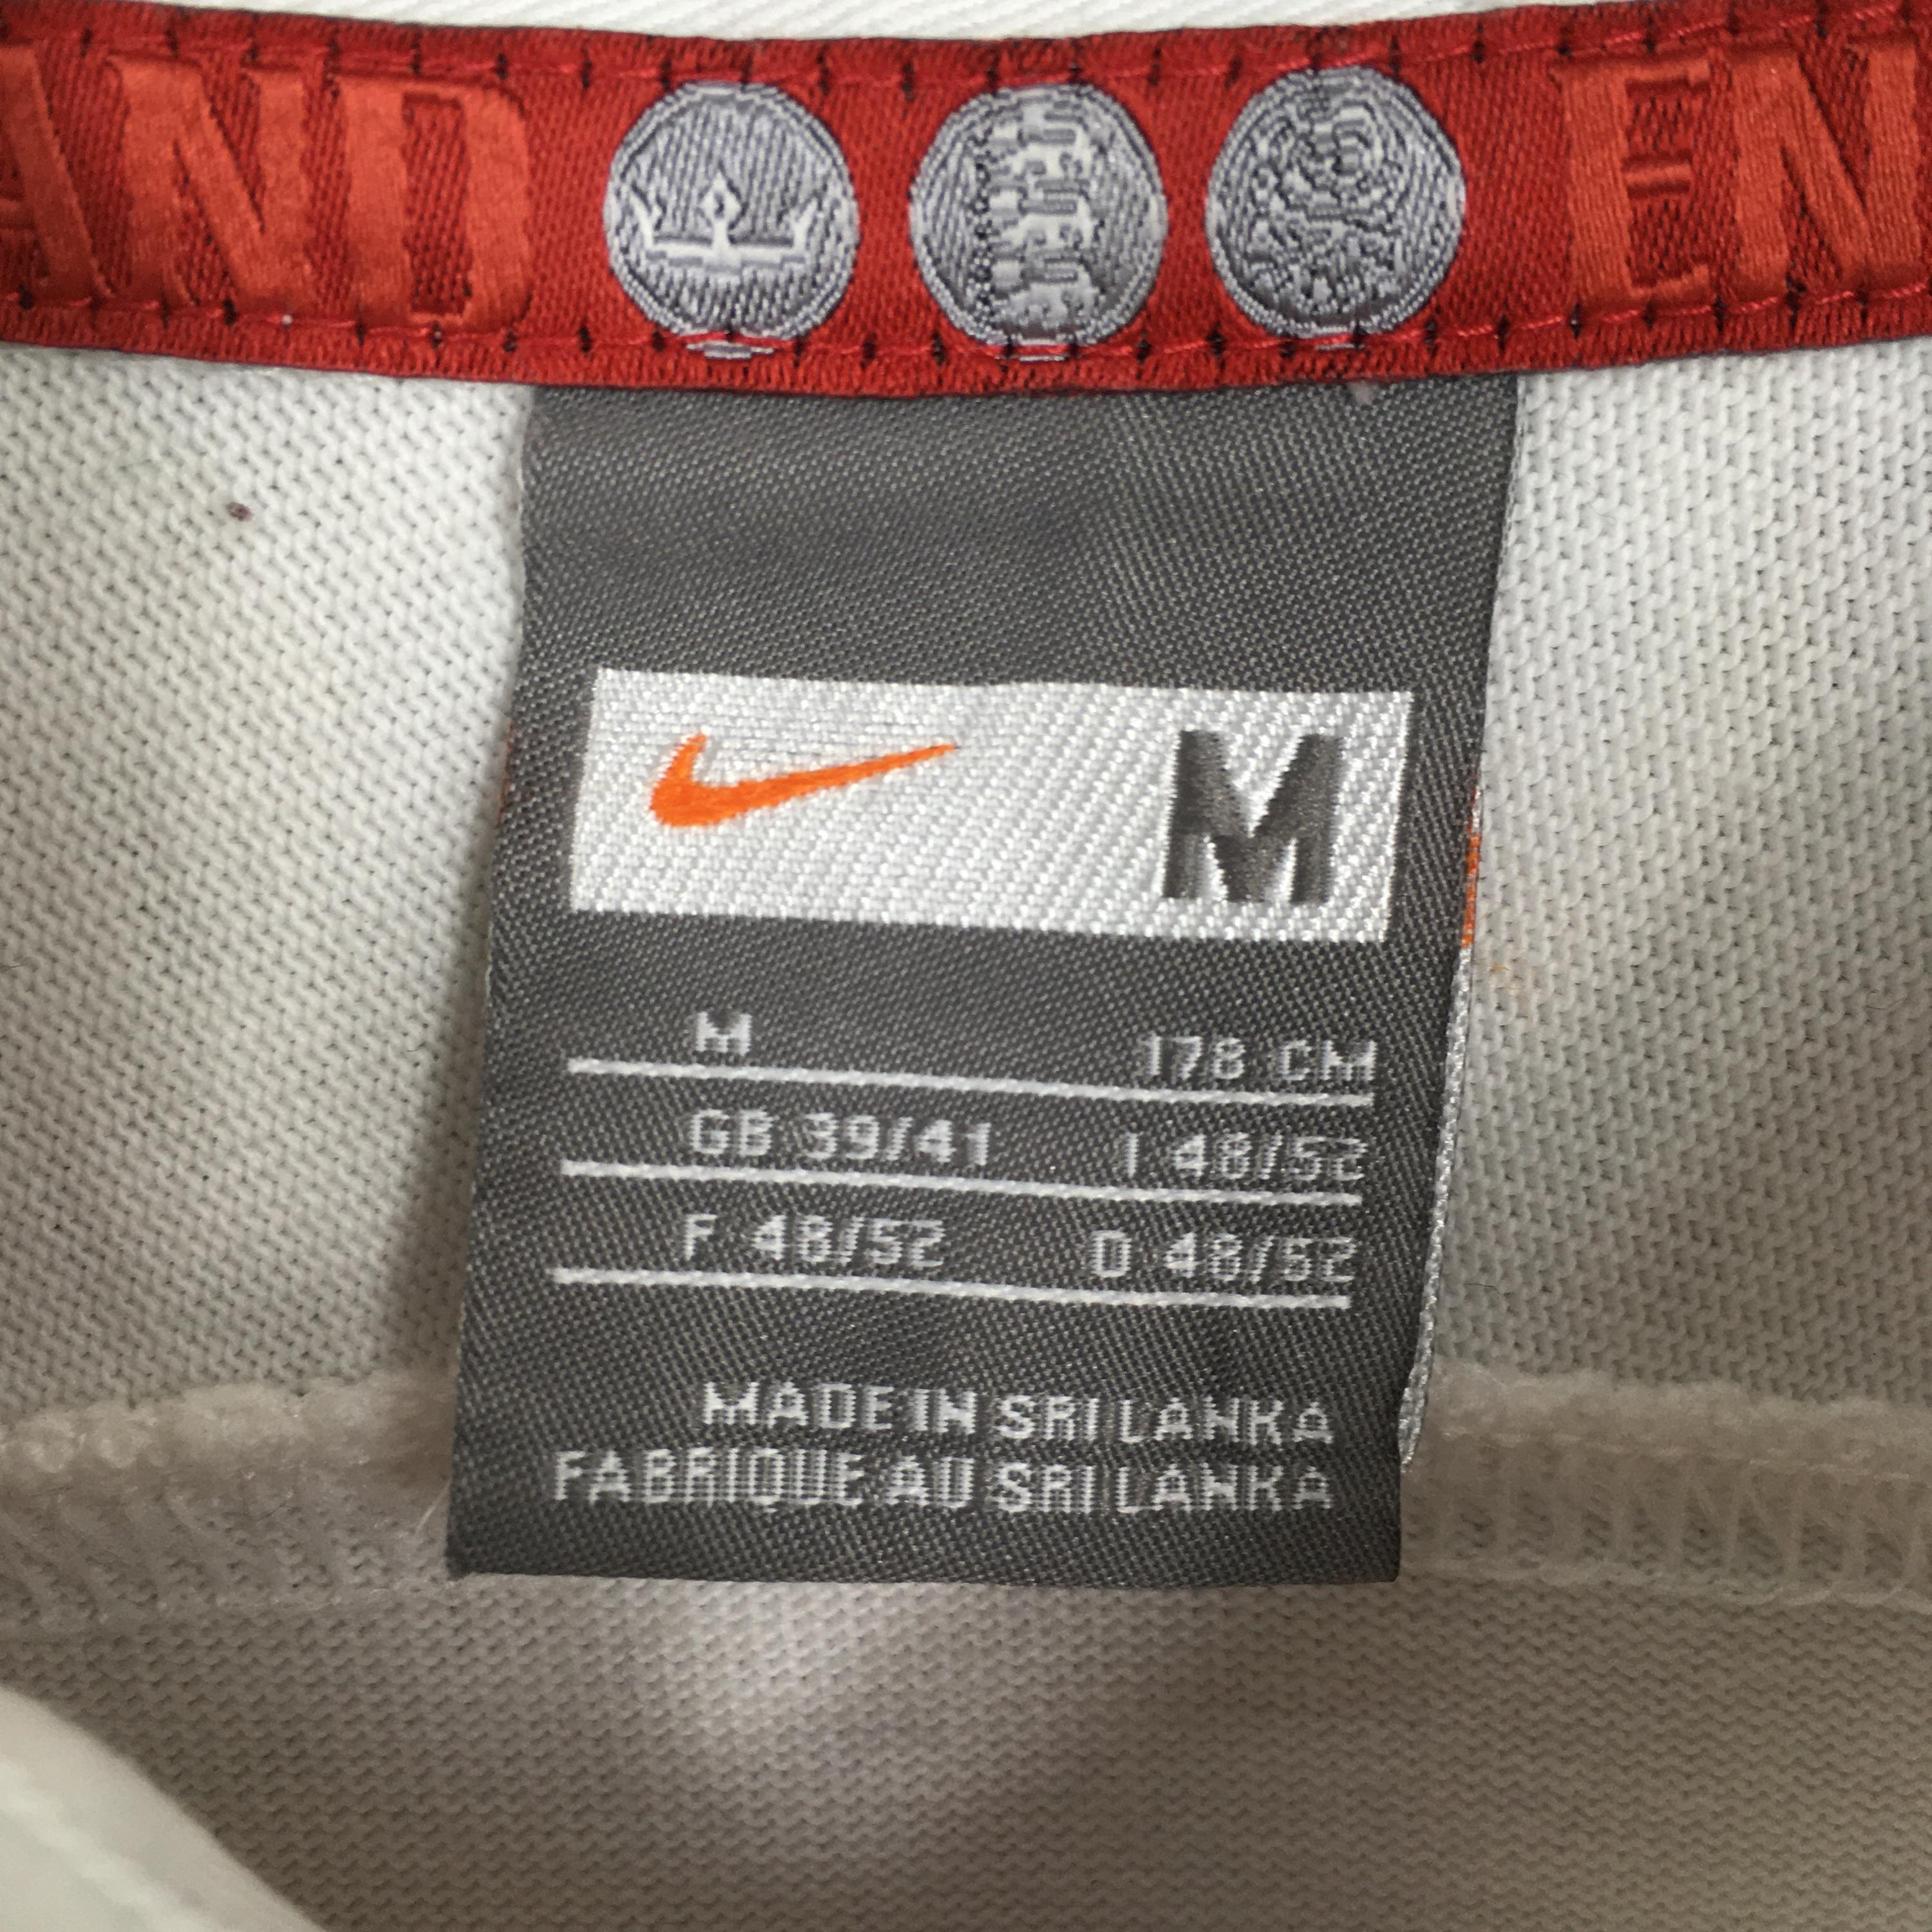 AND EN
M
M 178 CM
GB 39/41 I 48/52
F 48/52 D 48/52
MADE IN SRI LANKA
FABRIQUE AU SRI LANKA